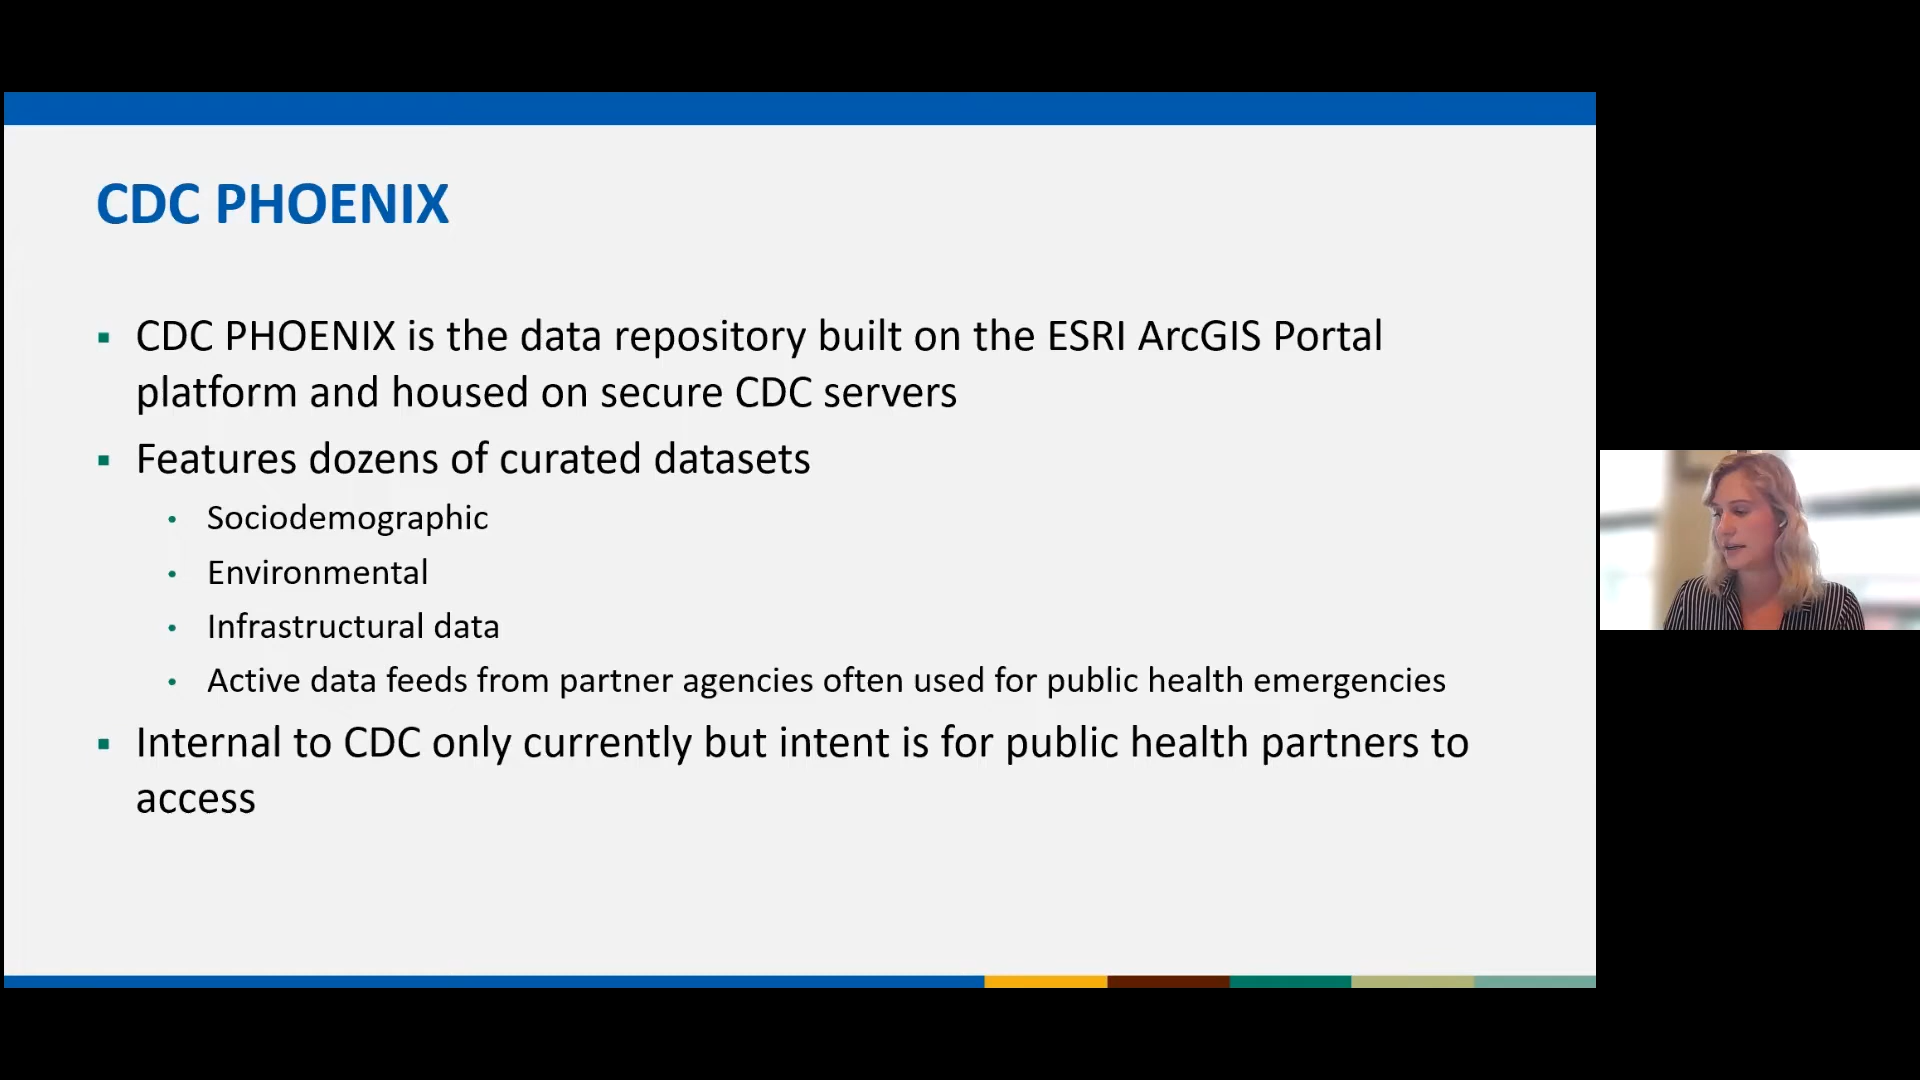 CDC PHOENIX
▪ CDC PHOENIX is the data repository built on the ESRI ArcGIS Portal
platform and housed on secure CDC servers
▪ Features dozens of curated datasets
• Sociodemographic
• Environmental
• Infrastructural data
• Active data feeds from partner agencies often used for public health emergencies
▪ Internal to CDC only currently but intent is for public health partners to
access